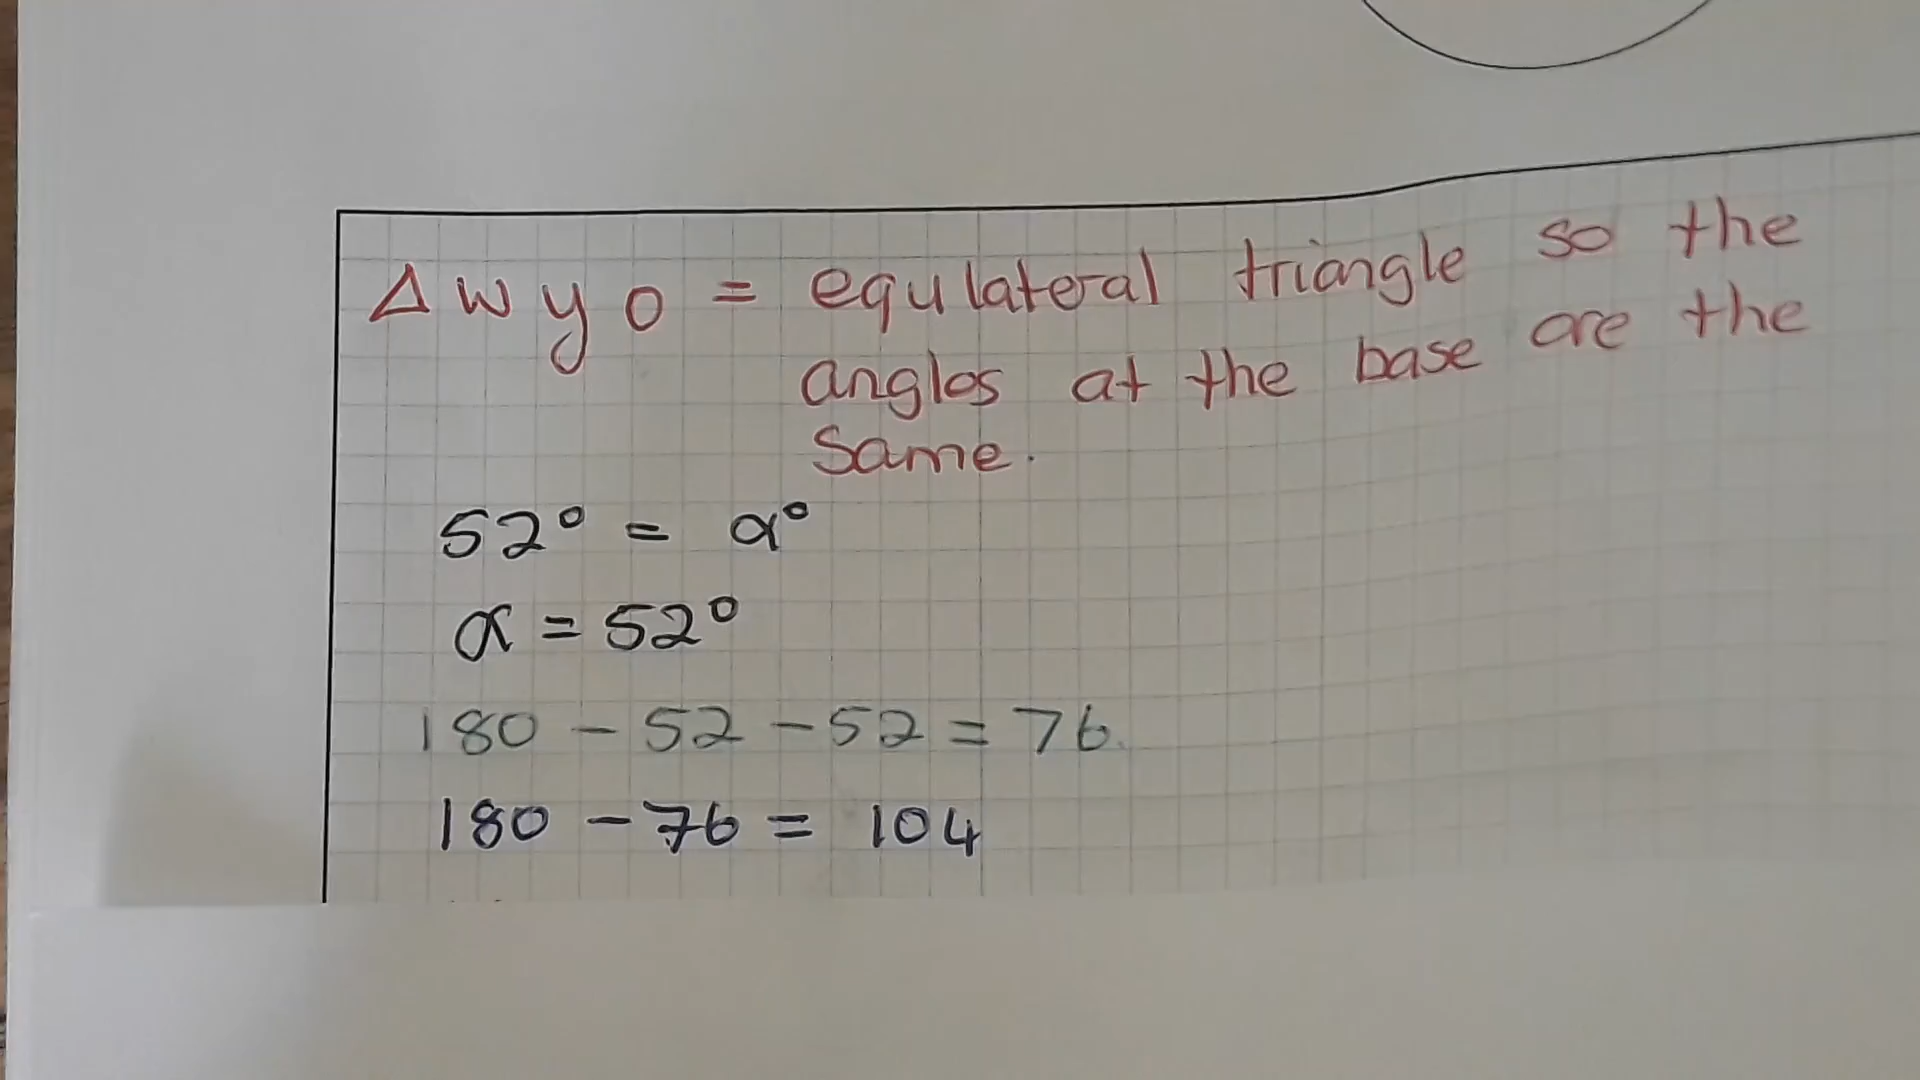 Δ w y o = equlateral triangle so the
angles at the base are the
same.
52° = α°
α = 52°
180 - 52 - 52 = 76.
180 - 76 = 104